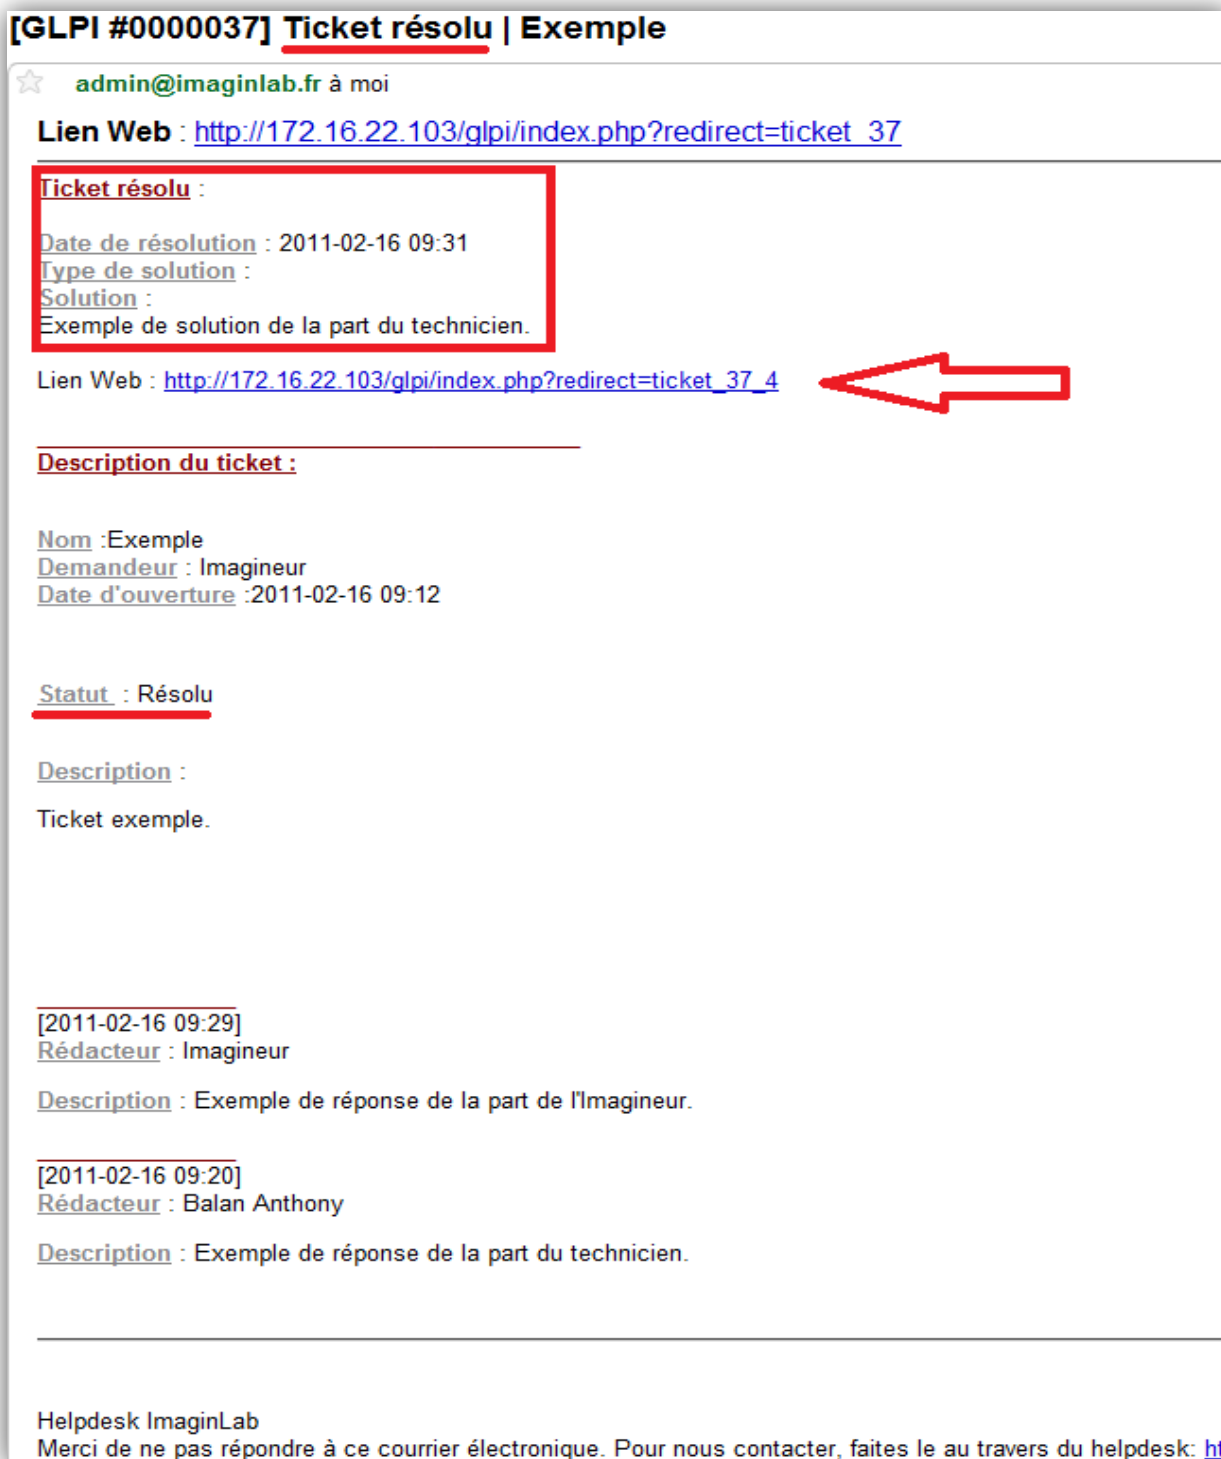 [GLPI #0000037] Ticket résolu | Exemple
admin@imaginlab.fr à moi
Lien Web : http://172.16.22.103/glpi/index.php?redirect=ticket_37
Ticket résolu :
Date de résolution : 2011-02-16 09:31
Type de solution :
Solution :
Exemple de solution de la part du technicien.
Lien Web : http://172.16.22.103/glpi/index.php?redirect=ticket_37_4
Description du ticket :
Nom :Exemple
Demandeur : Imagineur
Date d'ouverture :2011-02-16 09:12
Statut : Résolu
Description :
Ticket exemple.
[2011-02-16 09:29]
Rédacteur : Imagineur
Description : Exemple de réponse de la part de l'Imagineur.
[2011-02-16 09:20]
Rédacteur : Balan Anthony
Description : Exemple de réponse de la part du technicien.
Helpdesk ImaginLab
Merci de ne pas répondre à ce courrier électronique. Pour nous contacter, faites le au travers du helpdesk: